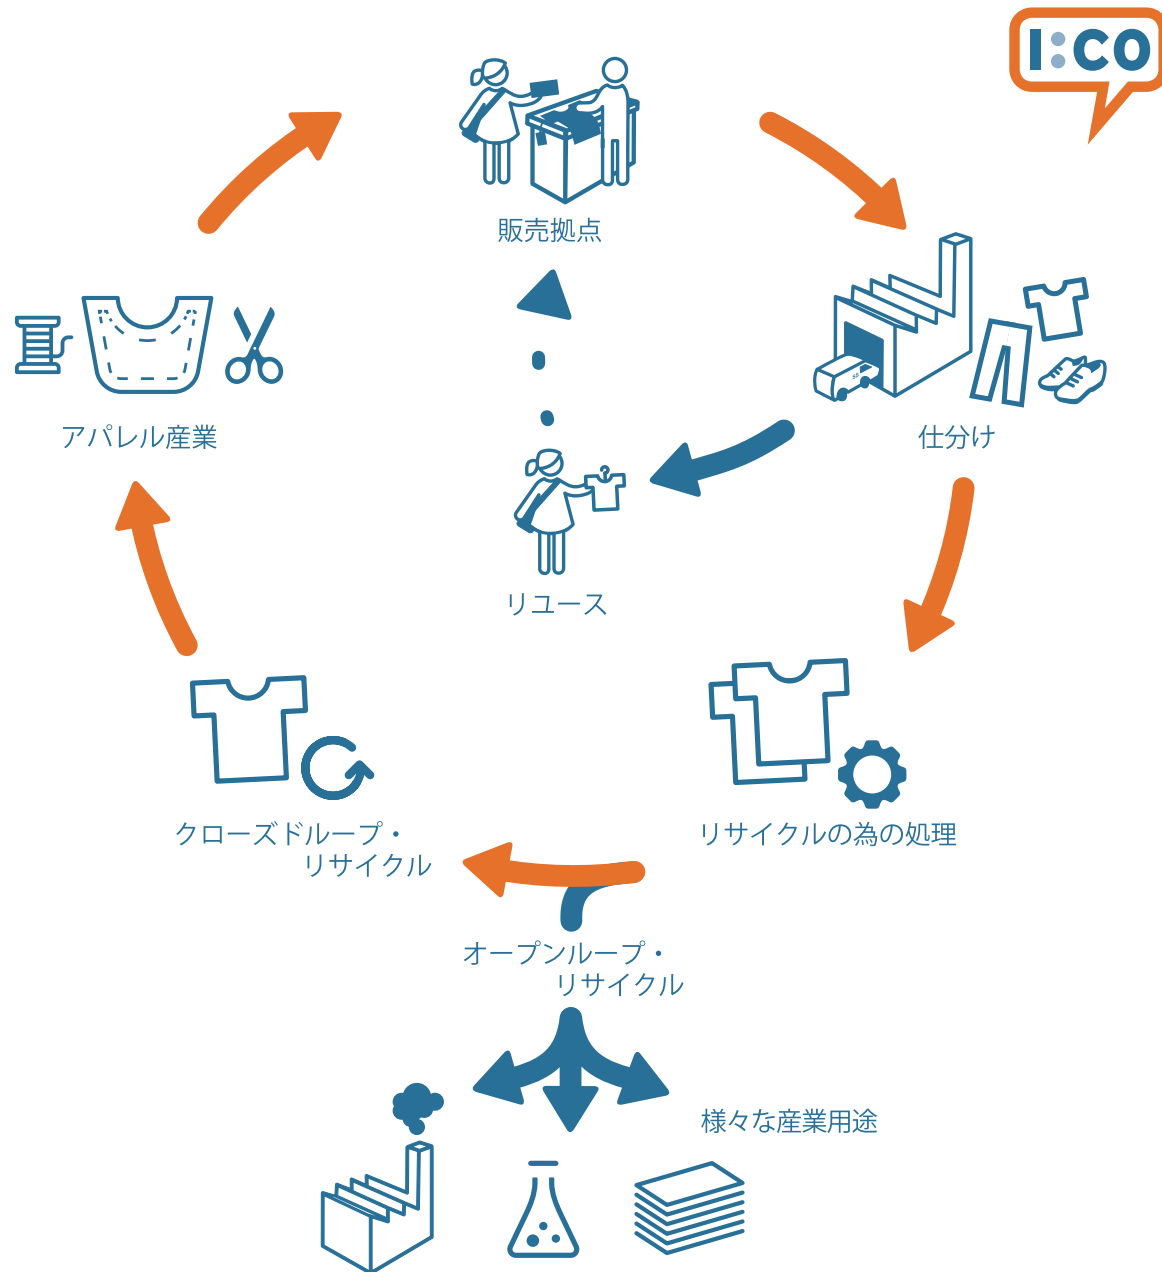 I:CO
販売拠点
仕分け
アパレル産業
リユース
クローズドループ・
リサイクル
リサイクルの為の処理
オープンループ・
リサイクル
様々な産業用途